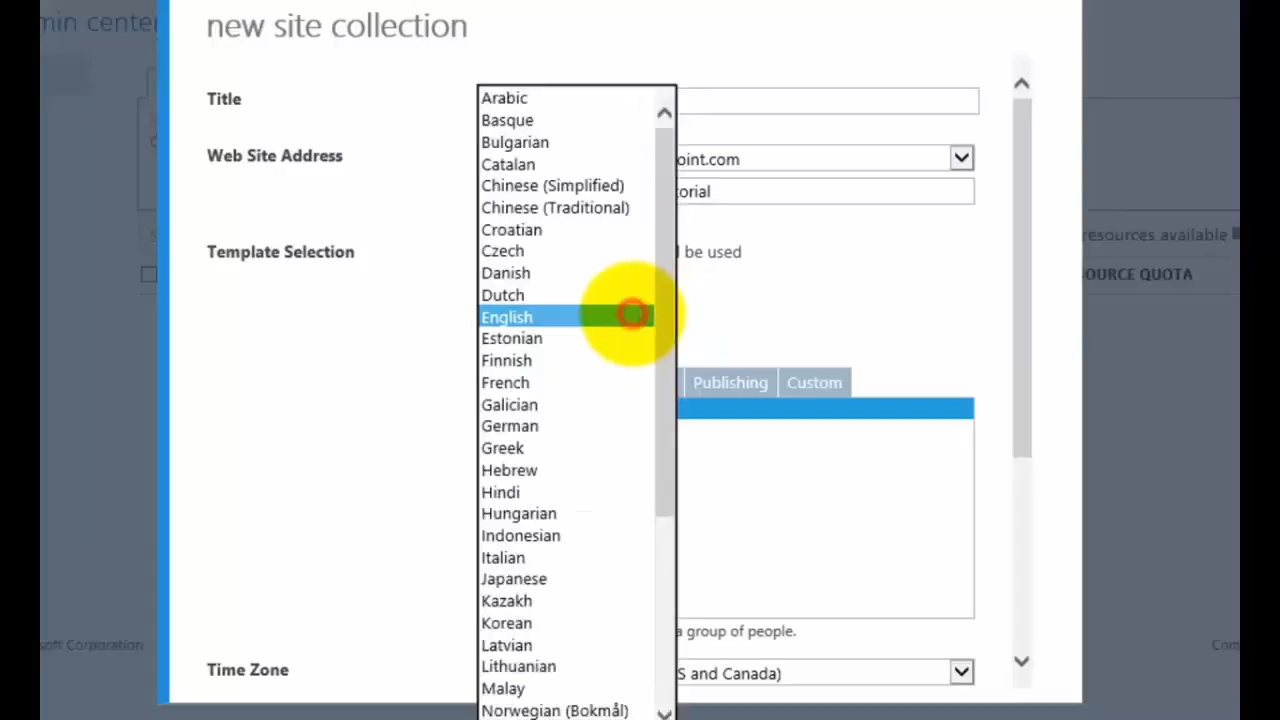 min center
new site collection
Title
Web Site Address
oint.com
orial
Template Selection
be used
resources available
OURCE QUOTA
Arabic
Basque
Bulgarian
Catalan
Chinese (Simplified)
Chinese (Traditional)
Croatian
Czech
Danish
Dutch
English
Estonian
Finnish
French
Galician
German
Greek
Hebrew
Hindi
Hungarian
Indonesian
Italian
Japanese
Kazakh
Korean
Latvian
Lithuanian
Malay
Norwegian (Bokmål)
Publishing Custom
a group of people.
soft Corporation
Time Zone
S and Canada)